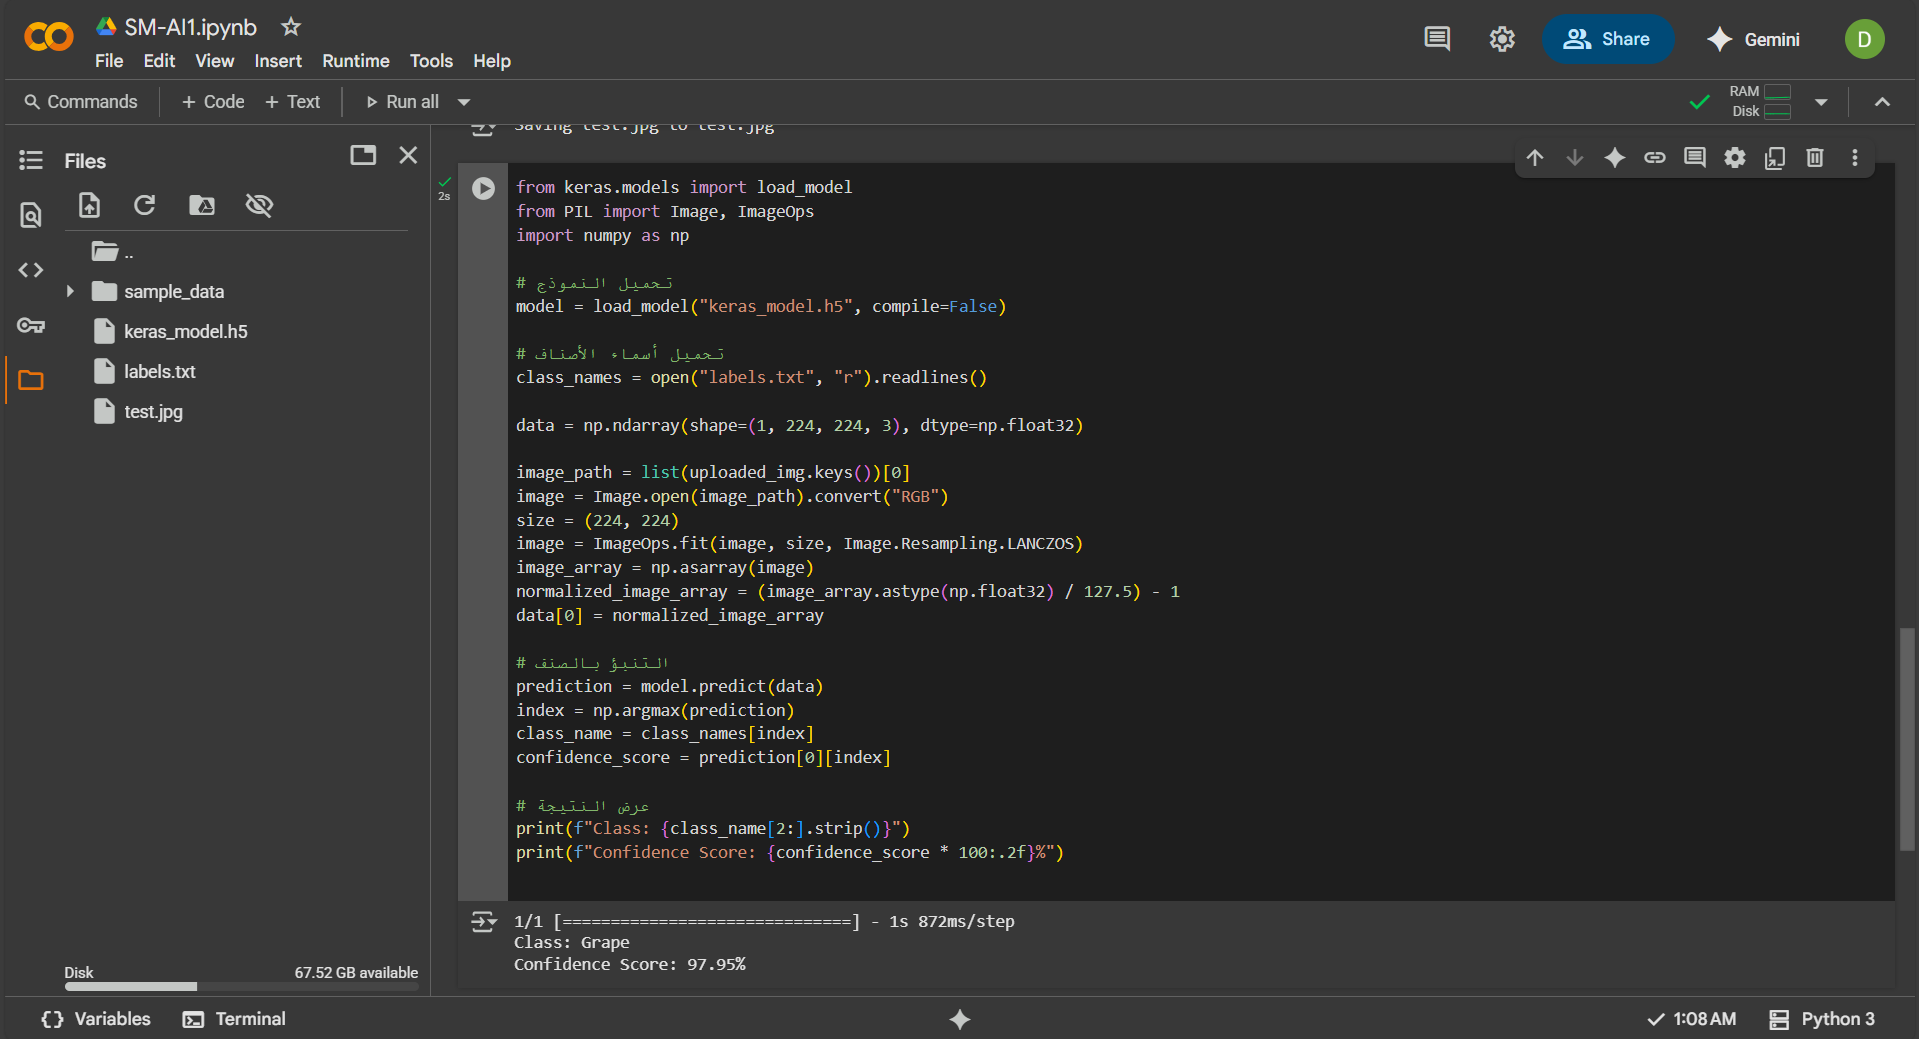 SM-AI1.ipynb
File Edit View Insert Runtime Tools Help
Share
Gemini
D
Commands
+ Code + Text
Run all
RAM
Disk
Files
..
sample_data
keras_model.h5
labels.txt
test.jpg
Disk
67.52 GB available
Saving test.jpg to test.jpg
2s
from keras.models import load_model
from PIL import Image, ImageOps
import numpy as np
# تحميل النموذج
model = load_model("keras_model.h5", compile=False)
# تحميل أسماء الأصناف
class_names = open("labels.txt", "r").readlines()
data = np.ndarray(shape=(1, 224, 224, 3), dtype=np.float32)
image_path = list(uploaded_img.keys())[0]
image = Image.open(image_path).convert("RGB")
size = (224, 224)
image = ImageOps.fit(image, size, Image.Resampling.LANCZOS)
image_array = np.asarray(image)
normalized_image_array = (image_array.astype(np.float32) / 127.5) - 1
data[0] = normalized_image_array
# التنبؤ بالصنف
prediction = model.predict(data)
index = np.argmax(prediction)
class_name = class_names[index]
confidence_score = prediction[0][index]
# عرض النتيجة
print(f"Class: {class_name[2:].strip()}")
print(f"Confidence Score: {confidence_score * 100:.2f}%")
1/1 [==============================] - 1s 872ms/step
Class: Grape
Confidence Score: 97.95%
Variables
Terminal
1:08 AM
Python 3